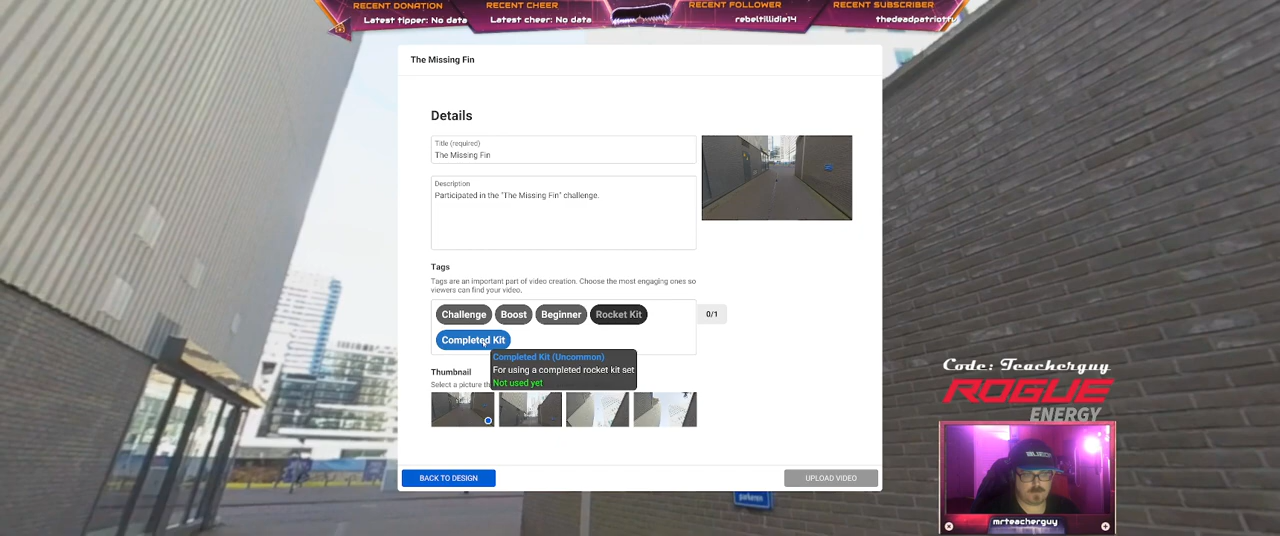 RECENT DONATION
Latest tipper: No data
RECENT CHEER
Latest cheer: No data
RECENT FOLLOWER
rebeltillidie14
RECENT SUBSCRIBER
thedeadpatriottv
The Missing Fin
Details
Title (required)
The Missing Fin
Description
Participated in the "The Missing Fin" challenge.
Tags
Tags are an important part of video creation. Choose the most engaging ones so
viewers can find your video.
Challenge
Boost
Beginner
Rocket Kit
0/1
Completed Kit
Completed Kit (Uncommon)
For using a completed rocket kit set
Not used yet
Thumbnail
Select a picture
BACK TO DESIGN
UPLOAD VIDEO
Code: Teacherguy
ROGUE
ENERGY
mrteacherguy
parkeren